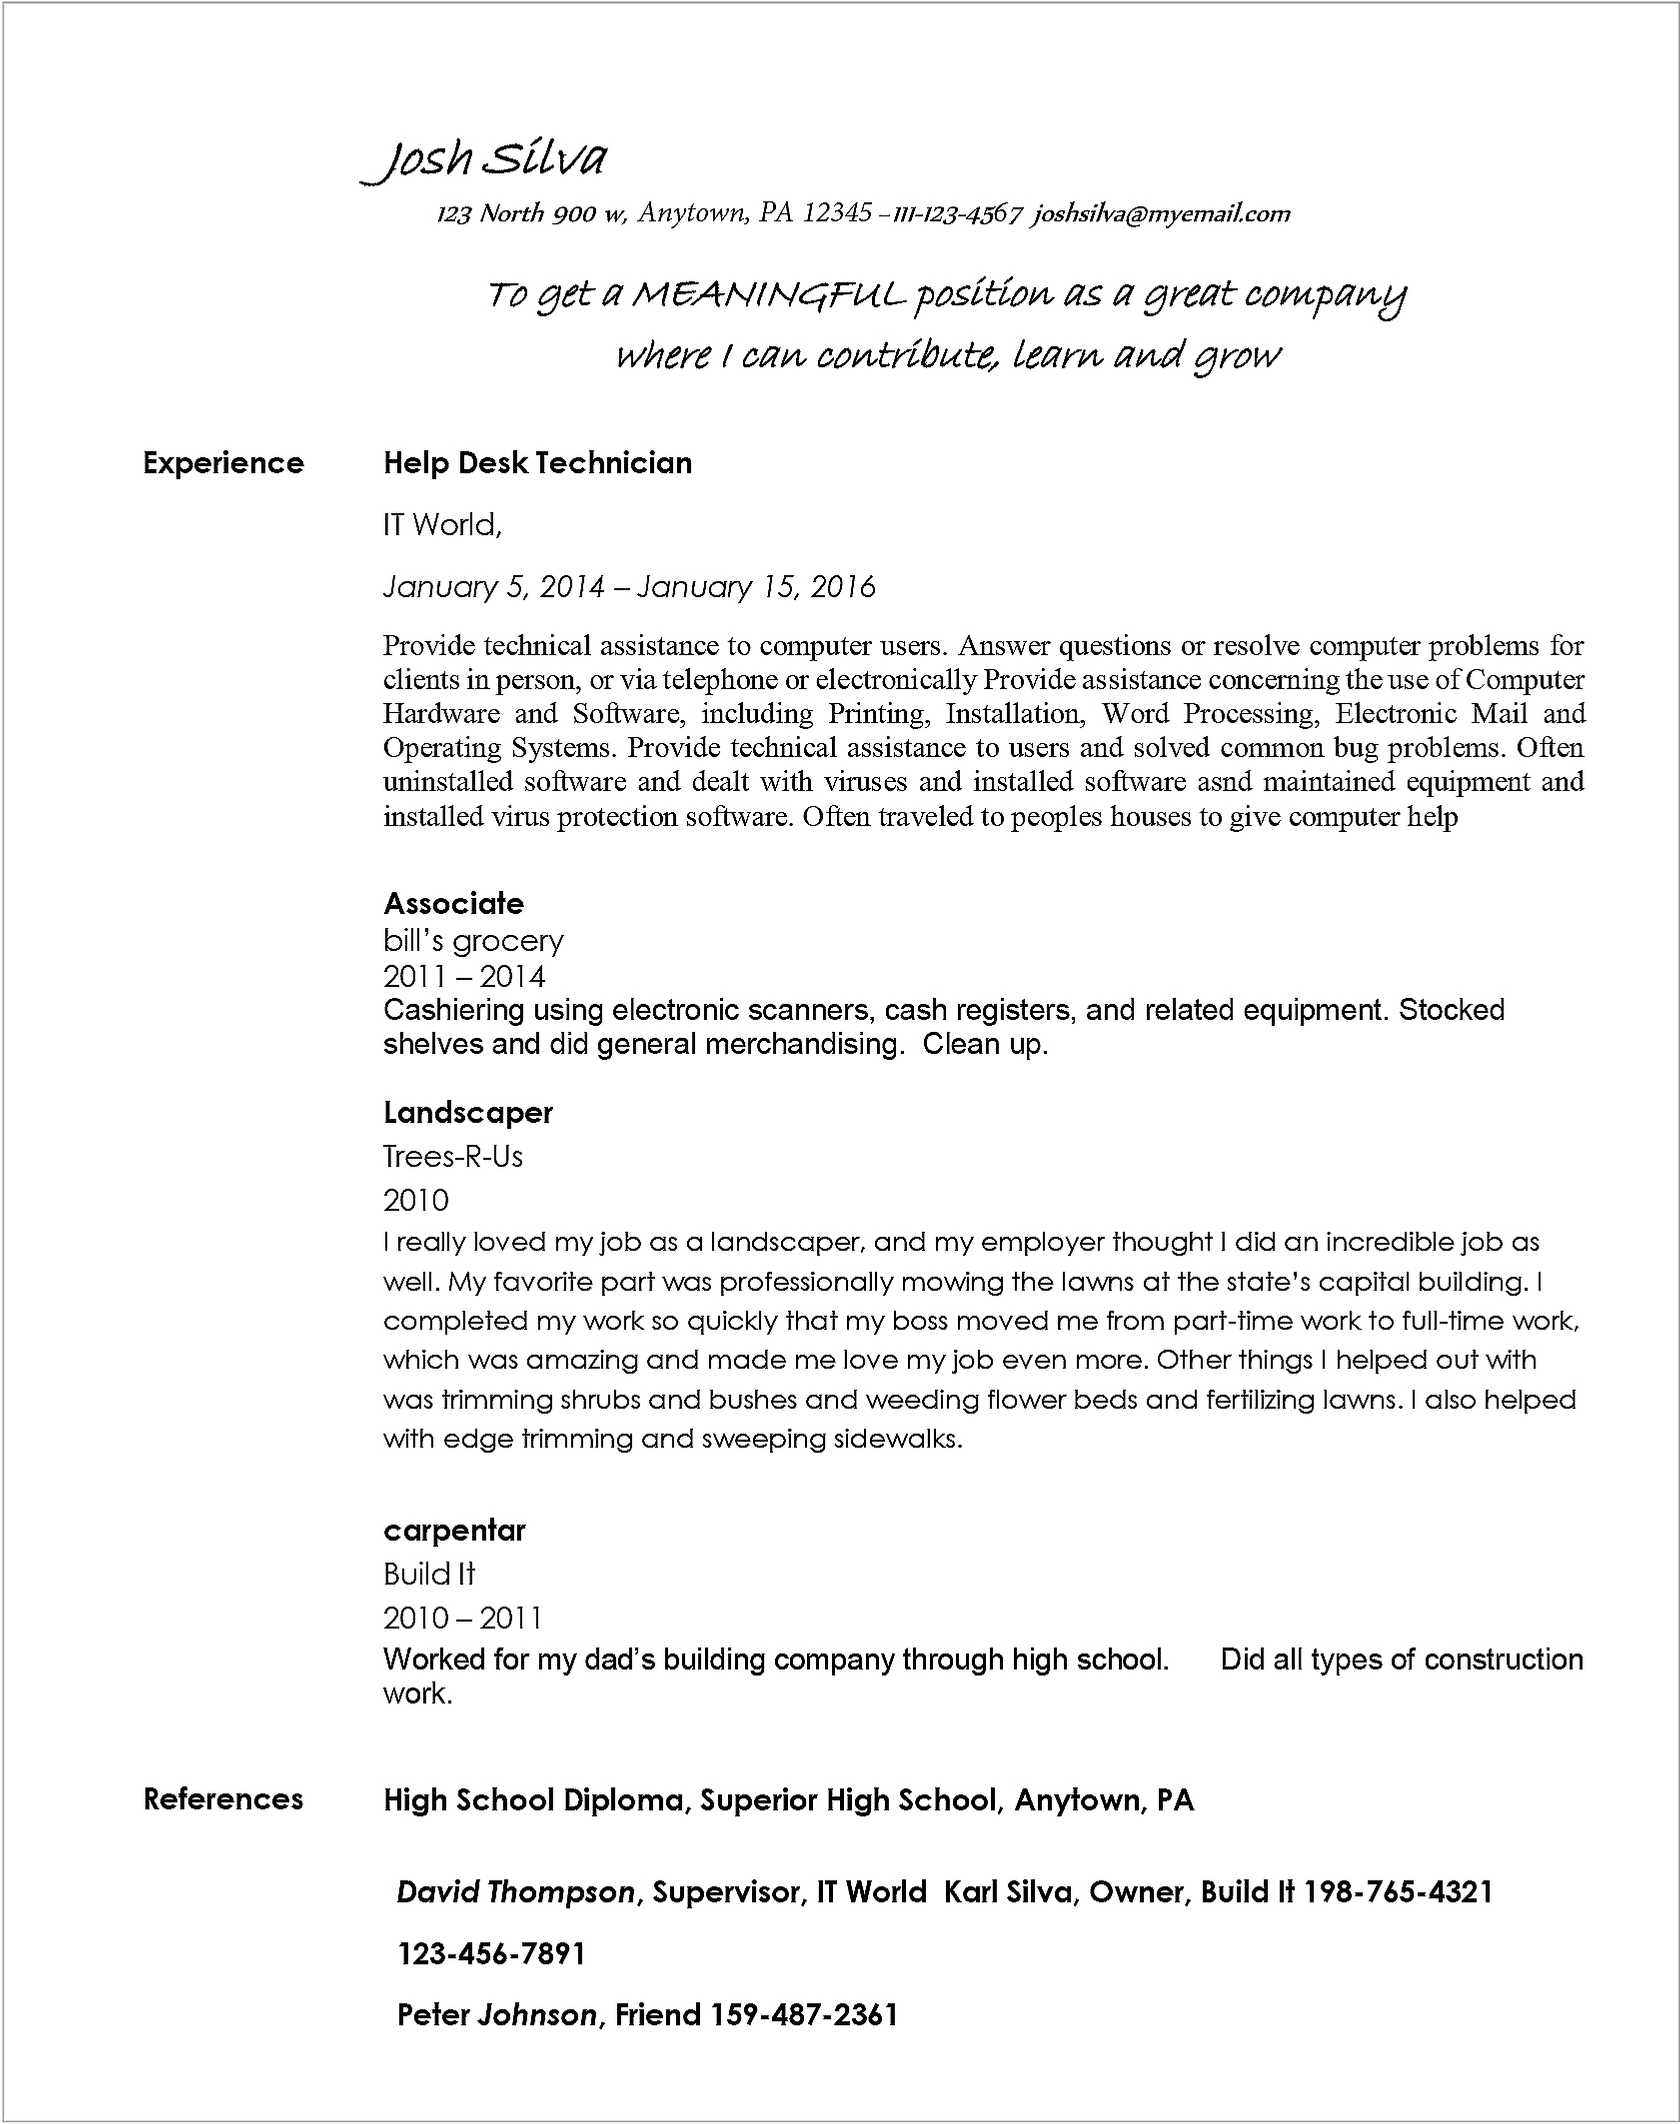 Josh Silva
123 North 900 w, Anytown, PA 12345 –111-123-4567 joshsilva@myemail.com
To get a MEANINGFUL position as a great company
where I can contribute, learn and grow
Experience Help Desk Technician
IT World,
January 5, 2014 – January 15, 2016
Provide technical assistance to computer users. Answer questions or resolve computer problems for
clients in person, or via telephone or electronically Provide assistance concerning the use of Computer
Hardware and Software, including Printing, Installation, Word Processing, Electronic Mail and
Operating Systems. Provide technical assistance to users and solved common bug problems. Often
uninstalled software and dealt with viruses and installed software asnd maintained equipment and
installed virus protection software. Often traveled to peoples houses to give computer help
Associate
bill's grocery
2011 – 2014
Cashiering using electronic scanners, cash registers, and related equipment. Stocked
shelves and did general merchandising.  Clean up.
Landscaper
Trees-R-Us
2010
I really loved my job as a landscaper, and my employer thought I did an incredible job as
well. My favorite part was professionally mowing the lawns at the state's capital building. I
completed my work so quickly that my boss moved me from part-time work to full-time work,
which was amazing and made me love my job even more. Other things I helped out with
was trimming shrubs and bushes and weeding flower beds and fertilizing lawns. I also helped
with edge trimming and sweeping sidewalks.
carpentar
Build It
2010 – 2011
Worked for my dad's building company through high school. Did all types of construction
work.
References High School Diploma, Superior High School, Anytown, PA
David Thompson, Supervisor, IT World  Karl Silva, Owner, Build It 198-765-4321
123-456-7891
Peter Johnson, Friend 159-487-2361